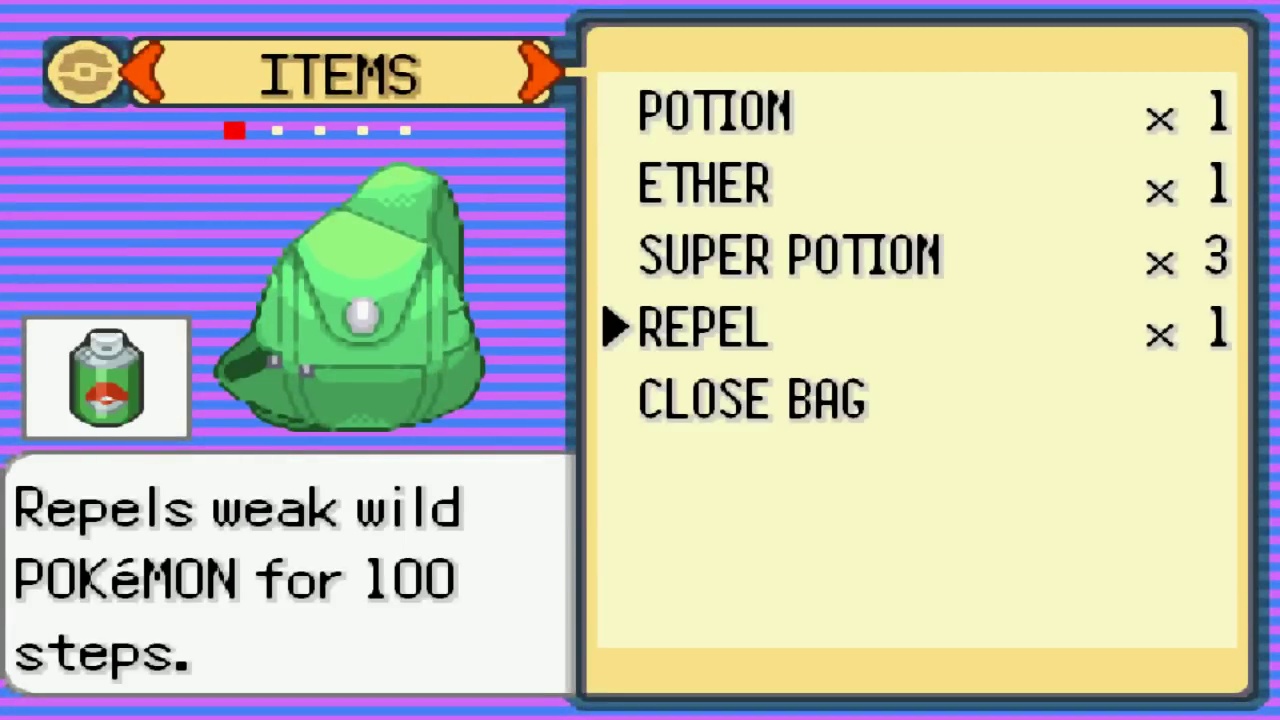 ITEMS
POTION × 1
ETHER × 1
SUPER POTION × 3
REPEL × 1
CLOSE BAG
Repels weak wild
POKéMON for 100
steps.